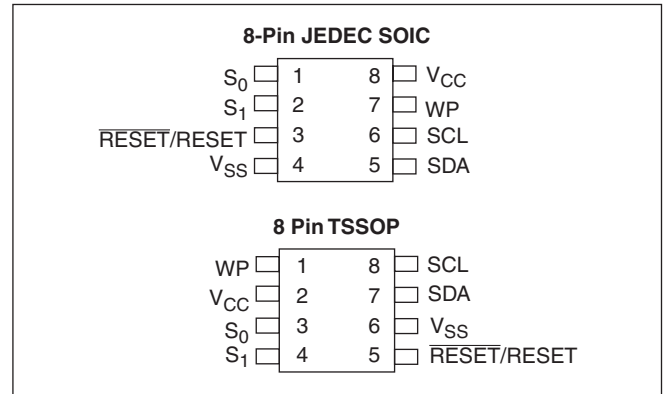 8-Pin JEDEC SOIC
S0 1 8 VCC
S1 2 7 WP
R̅E̅S̅E̅T̅/RESET 3 6 SCL
VSS 4 5 SDA
8 Pin TSSOP
WP 1 8 SCL
VCC 2 7 SDA
S0 3 6 VSS
S1 4 5 R̅E̅S̅E̅T̅/RESET